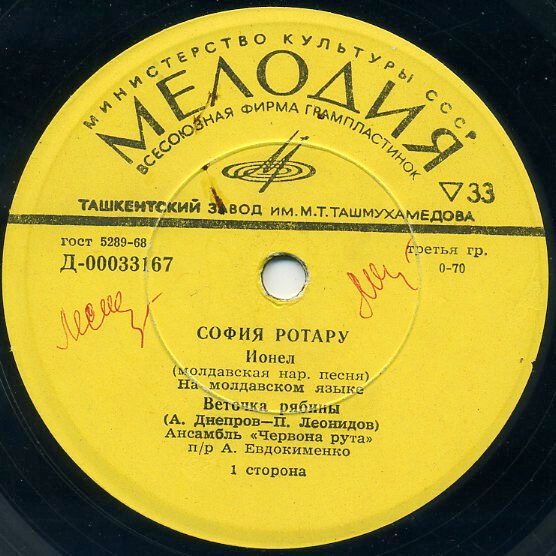 МИНИСТЕРСТВО КУЛЬТУРЫ СССР
МЕЛОДИЯ
ВСЕСОЮЗНАЯ ФИРМА ГРАМПЛАСТИНОК
▽33
ТАШКЕНТСКИЙ ЗАВОД ИМ. М. Т. ТАШМУХАМЕДОВА
гост 5289-68
третья гр.
Д-00033167
0-70
СОФИЯ РОТАРУ
Ионел
(молдавская нар. песня)
На молдавском языке
Веточка рябины
(А. Днепров—П. Леонидов)
Ансамбль «Червона рута»
п/р А. Евдокименко
1 сторона